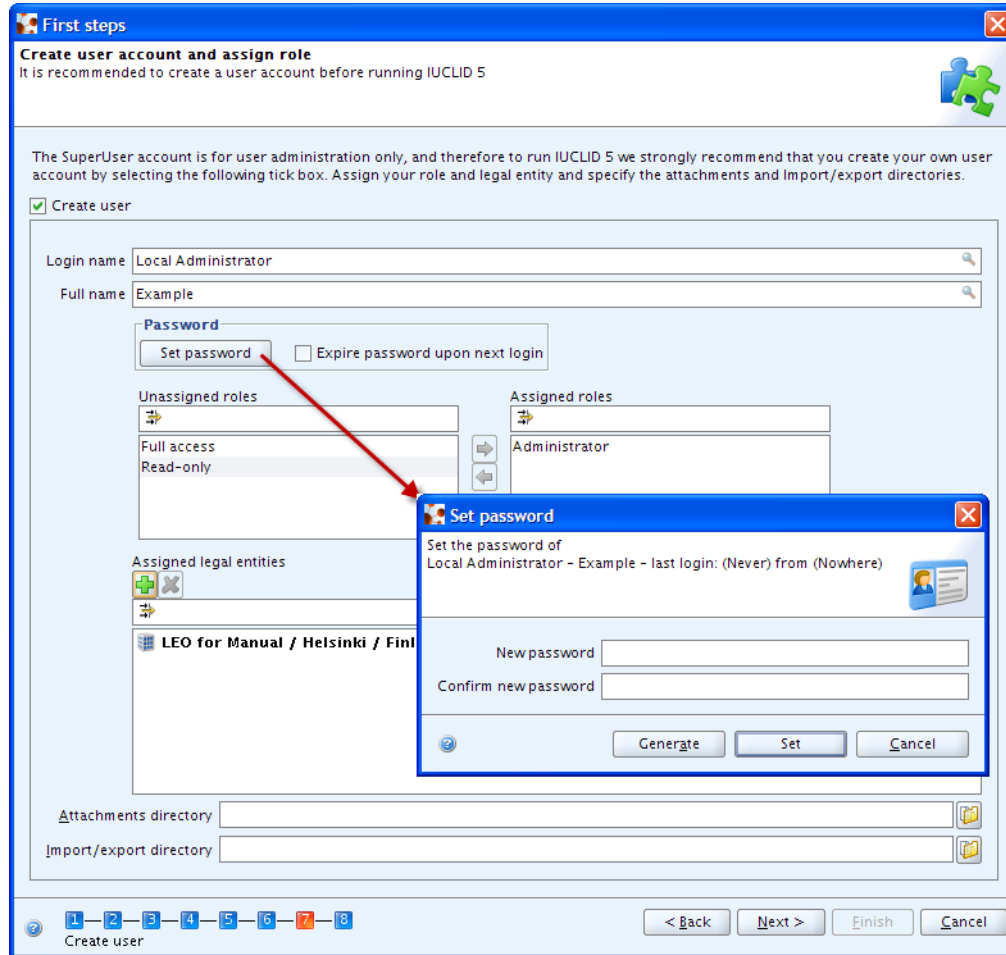 First steps
Create user account and assign role
It is recommended to create a user account before running IUCLID 5
The SuperUser account is for user administration only, and therefore to run IUCLID 5 we strongly recommend that you create your own user
account by selecting the following tick box. Assign your role and legal entity and specify the attachments and Import/export directories.
Create user
Login name Local Administrator
Full name Example
Password
Set password Expire password upon next login
Unassigned roles Assigned roles
Full access Administrator
Read-only
Set password
Set the password of
Local Administrator - Example - last login: (Never) from (Nowhere)
Assigned legal entities
LEO for Manual / Helsinki / Finl
New password
Confirm new password
Generate Set Cancel
Attachments directory
Import/export directory
1 2 3 4 5 6 7 8
Create user
< Back Next > Finish Cancel